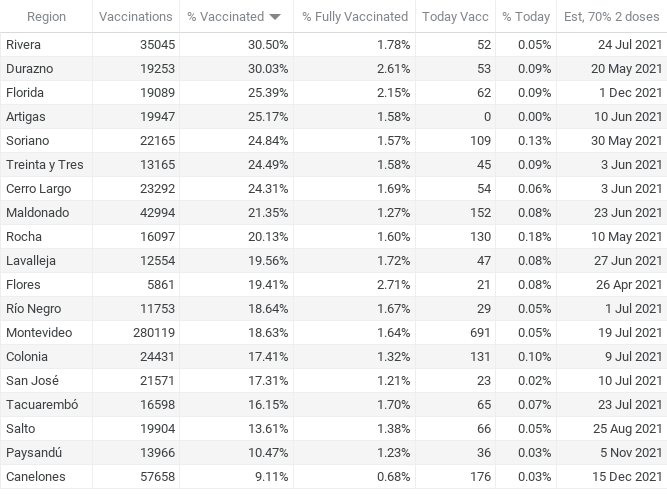 Region Vaccinations % Vaccinated % Fully Vaccinated Today Vacc % Today Est, 70% 2 doses
Rivera 35045 30.50% 1.78% 52 0.05% 24 Jul 2021
Durazno 19253 30.03% 2.61% 53 0.09% 20 May 2021
Florida 19089 25.39% 2.15% 62 0.09% 1 Dec 2021
Artigas 19947 25.17% 1.58% 0 0.00% 10 Jun 2021
Soriano 22165 24.84% 1.57% 109 0.13% 30 May 2021
Treinta y Tres 13165 24.49% 1.58% 45 0.09% 3 Jun 2021
Cerro Largo 23292 24.31% 1.69% 54 0.06% 3 Jun 2021
Maldonado 42994 21.35% 1.27% 152 0.08% 23 Jun 2021
Rocha 16097 20.13% 1.60% 130 0.18% 10 May 2021
Lavalleja 12554 19.56% 1.72% 47 0.08% 27 Jun 2021
Flores 5861 19.41% 2.71% 21 0.08% 26 Apr 2021
Río Negro 11753 18.64% 1.67% 29 0.05% 1 Jul 2021
Montevideo 280119 18.63% 1.64% 691 0.05% 19 Jul 2021
Colonia 24431 17.41% 1.32% 131 0.10% 9 Jul 2021
San José 21571 17.31% 1.21% 23 0.02% 10 Jul 2021
Tacuarembó 16598 16.15% 1.70% 65 0.07% 23 Jul 2021
Salto 19904 13.61% 1.38% 66 0.05% 25 Aug 2021
Paysandú 13966 10.47% 1.23% 36 0.03% 5 Nov 2021
Canelones 57658 9.11% 0.68% 176 0.03% 15 Dec 2021